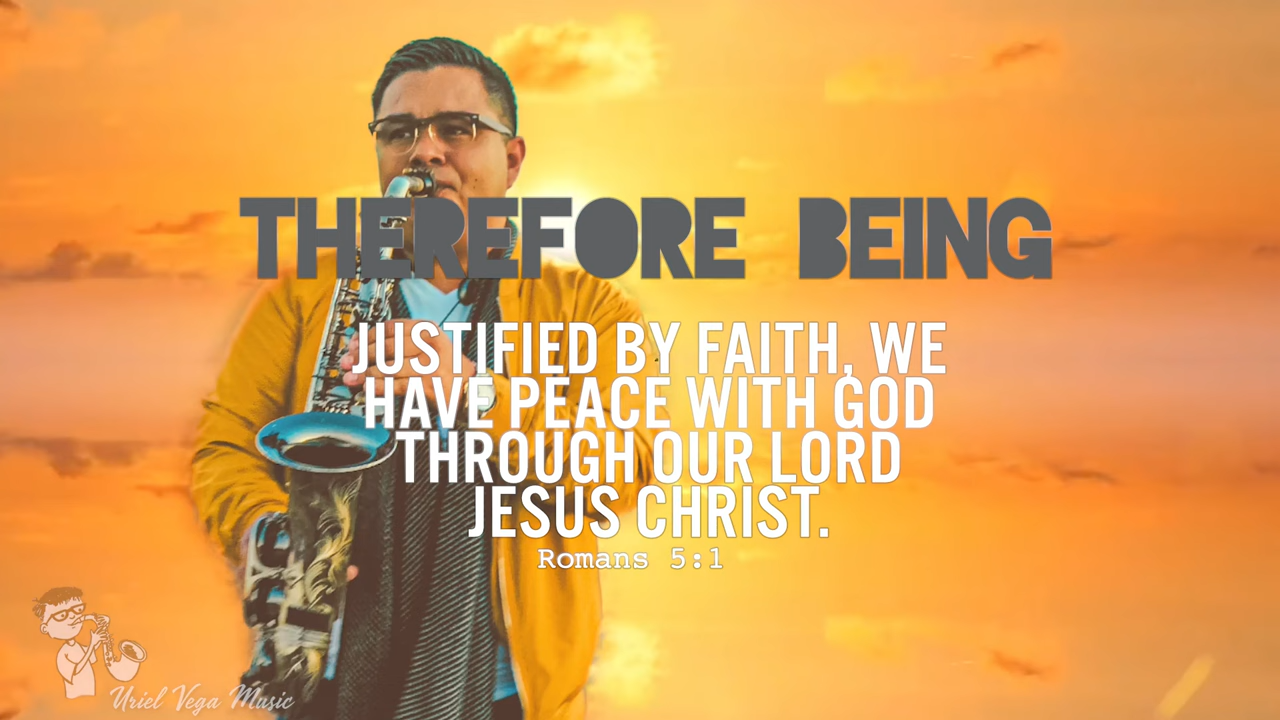 THEREFORE BEING
JUSTIFIED BY FAITH, WE
HAVE PEACE WITH GOD
THROUGH OUR LORD
JESUS CHRIST.
Romans 5:1
Uriel Vega Music